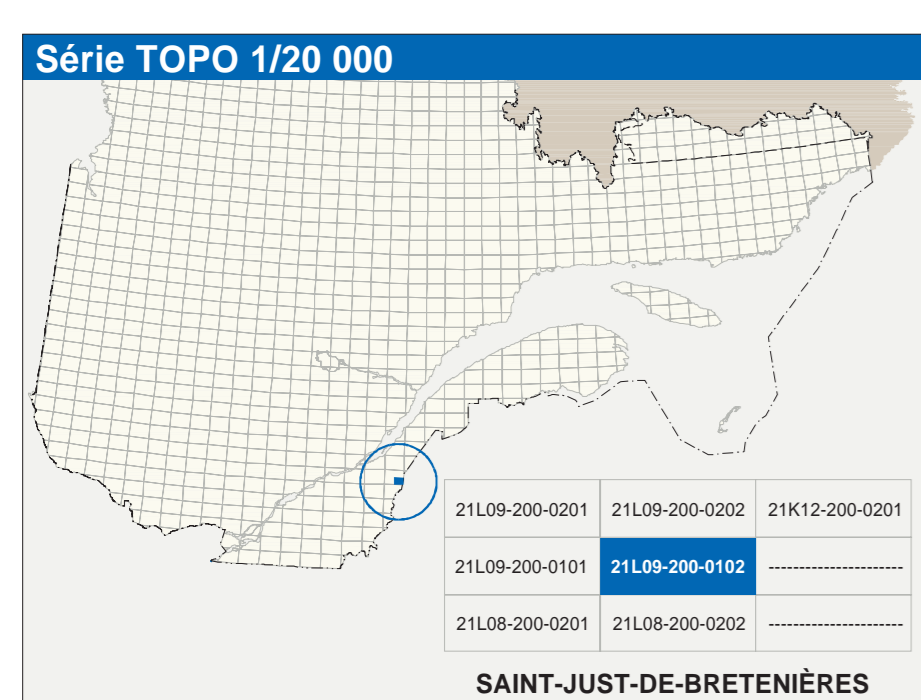 Série TOPO 1/20 000
21L09-200-0201 21L09-200-0202 21K12-200-0201
21L09-200-0101 21L09-200-0102 ----------------------
21L08-200-0201 21L08-200-0202 ----------------------
SAINT-JUST-DE-BRETENIÈRES